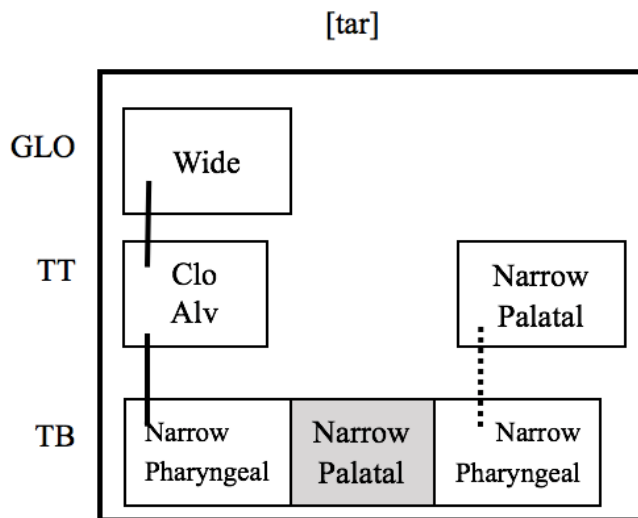 [tar]
GLO
Wide
TT
Clo
Alv
Narrow
Palatal
TB
Narrow
Pharyngeal
Narrow
Palatal
Narrow
Pharyngeal